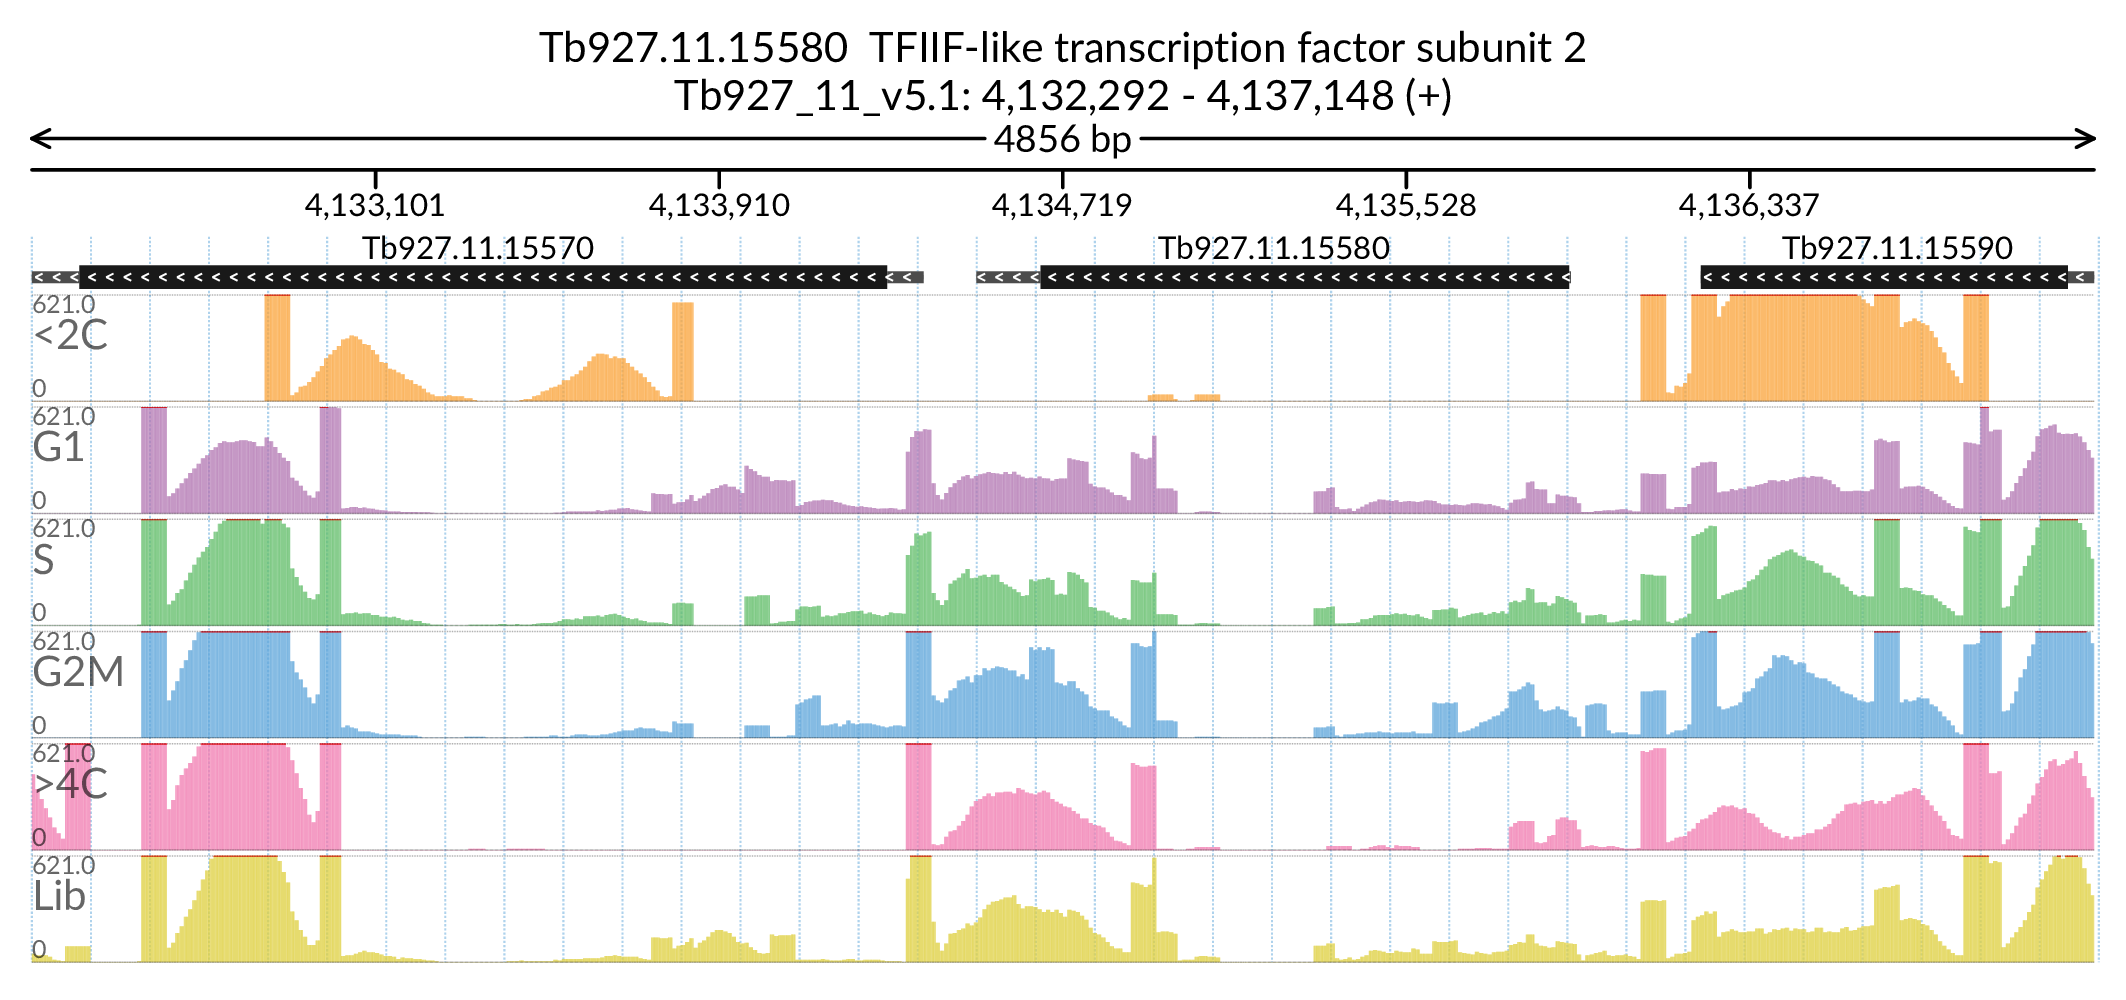 Tb927.11.15580 TFIIF-like transcription factor subunit 2
Tb927_11_v5.1: 4,132,292 - 4,137,148 (+)
4856 bp
4,133,101 4,133,910 4,134,719 4,135,528 4,136,337
Tb927.11.15570 Tb927.11.15580 Tb927.11.15590
621.0
<2C
0
621.0
G1
0
621.0
S
0
621.0
G2M
0
621.0
>4C
0
621.0
Lib
0